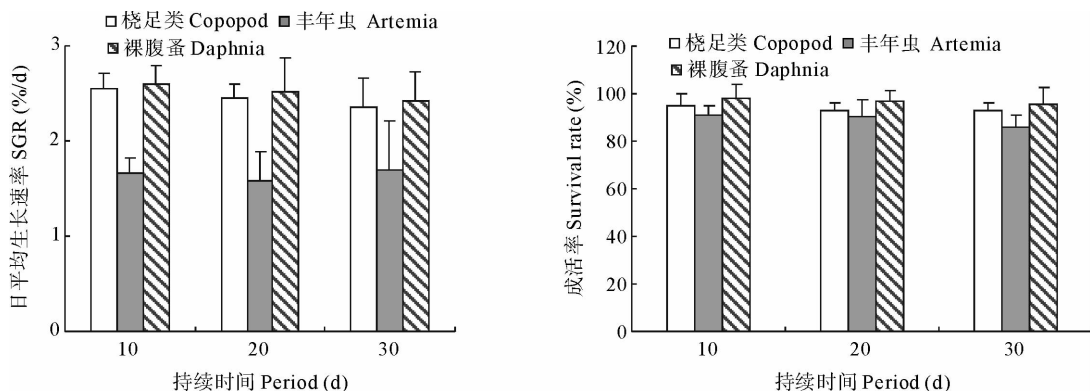 桡足类 Copopod 丰年虫 Artemia
裸腹蚤 Daphnia
3
2
1
0
日平均生长速率 SGR (%/d)
10 20 30
持续时间 Period (d)
桡足类 Copopod 丰年虫 Artemia
裸腹蚤 Daphnia
120
100
80
60
40
20
0
成活率 Survival rate (%)
10 20 30
持续时间 Period (d)